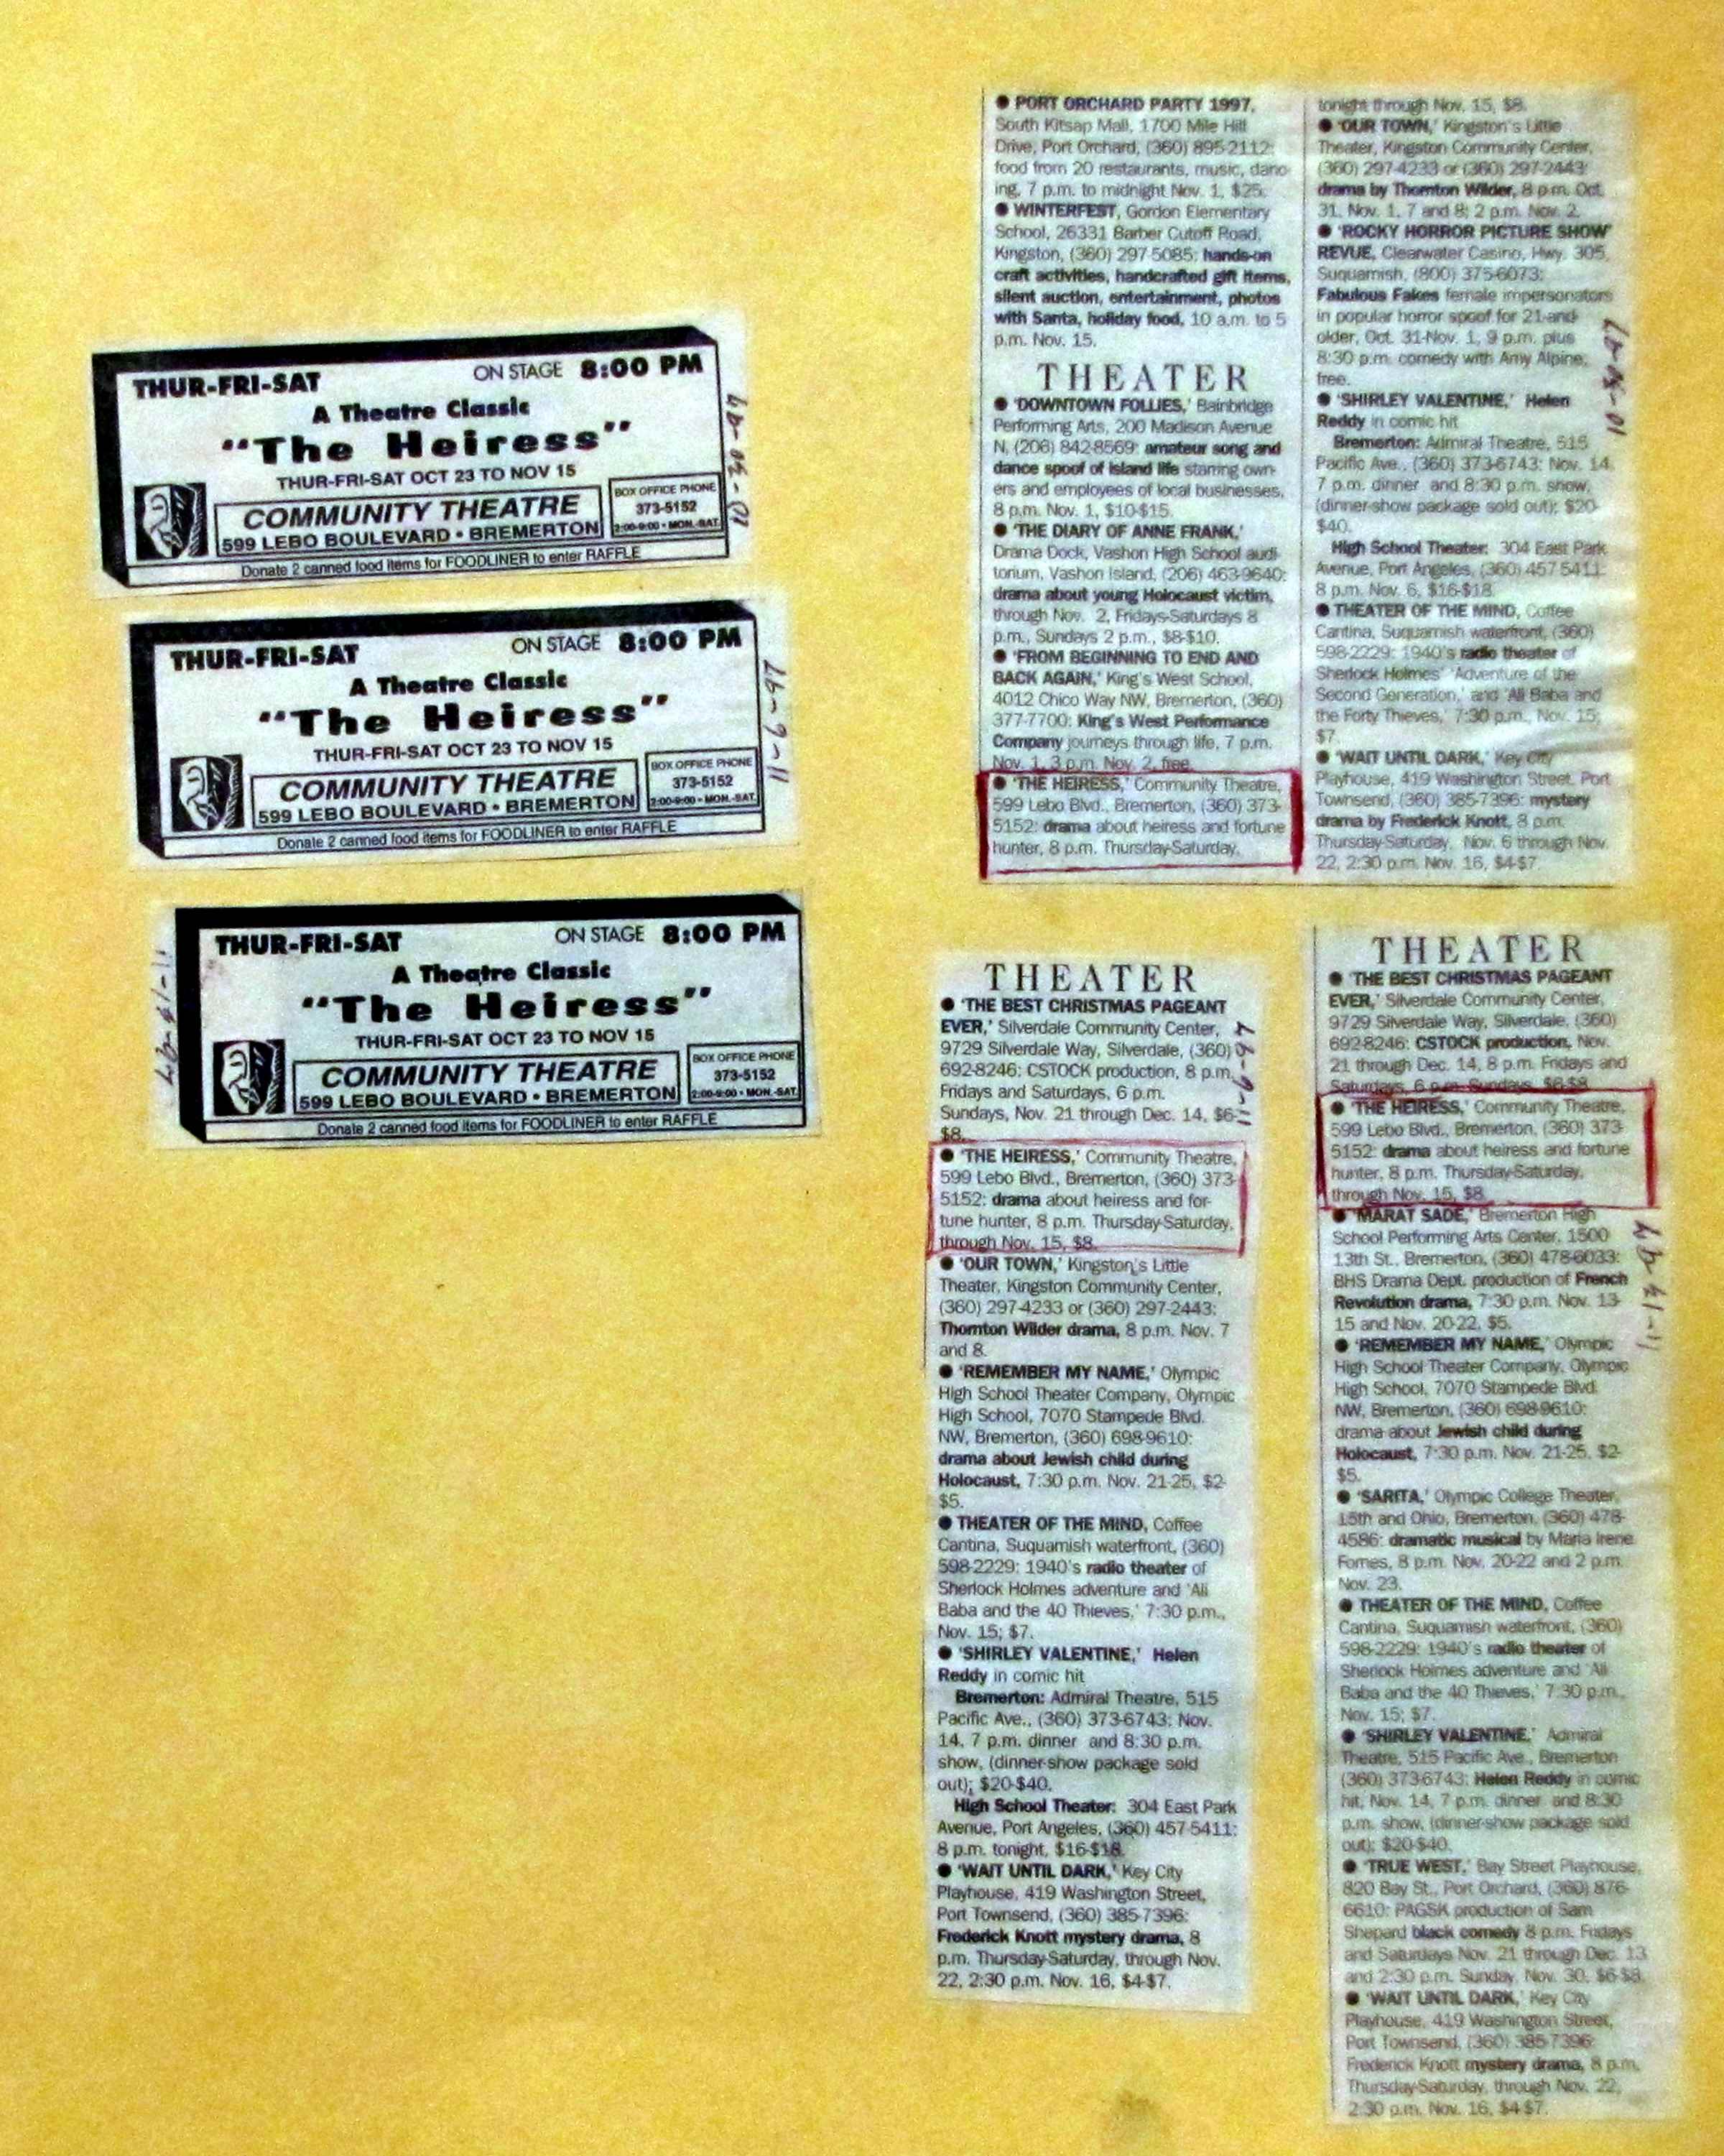 THUR-FRI-SAT ON STAGE 8:00 PM
A Theatre Classic
"The Heiress"
THUR-FRI-SAT OCT 23 TO NOV 15
COMMUNITY THEATRE
599 LEBO BOULEVARD • BREMERTON
BOX OFFICE PHONE
373-5152
2:00-9:00 • MON.-SAT.
Donate 2 canned food items for FOODLINER to enter RAFFLE
10-30-97
THUR-FRI-SAT ON STAGE 8:00 PM
A Theatre Classic
"The Heiress"
THUR-FRI-SAT OCT 23 TO NOV 15
COMMUNITY THEATRE
599 LEBO BOULEVARD • BREMERTON
BOX OFFICE PHONE
373-5152
2:00-9:00 • MON.-SAT.
Donate 2 canned food items for FOODLINER to enter RAFFLE
11-6-97
11-13-97
THUR-FRI-SAT ON STAGE 8:00 PM
A Theatre Classic
"The Heiress"
THUR-FRI-SAT OCT 23 TO NOV 15
COMMUNITY THEATRE
599 LEBO BOULEVARD • BREMERTON
BOX OFFICE PHONE
373-5152
2:00-9:00 • MON.-SAT.
Donate 2 canned food items for FOODLINER to enter RAFFLE
● PORT ORCHARD PARTY 1997,
South Kitsap Mall, 1700 Mile Hill
Drive, Port Orchard, (360) 895-2112:
food from 20 restaurants, music, danc-
ing, 7 p.m. to midnight Nov. 1, $25.
● WINTERFEST, Gordon Elementary
School, 26331 Barber Cutoff Road,
Kingston, (360) 297-5085: hands-on
craft activities, handcrafted gift items,
silent auction, entertainment, photos
with Santa, holiday food, 10 a.m. to 5
p.m. Nov. 15.
THEATER
● 'DOWNTOWN FOLLIES,' Bainbridge
Performing Arts, 200 Madison Avenue
N, (206) 842-8569: amateur song and
dance spoof of island life starring own-
ers and employees of local businesses,
8 p.m. Nov. 1, $10-$15.
● 'THE DIARY OF ANNE FRANK,'
Drama Dock, Vashon High School audi-
torium, Vashon Island, (206) 463-9640:
drama about young Holocaust victim,
through Nov. 2, Fridays-Saturdays 8
p.m., Sundays 2 p.m., $8-$10.
● 'FROM BEGINNING TO END AND
BACK AGAIN,' King's West School,
4012 Chico Way NW, Bremerton, (360)
377-7700: King's West Performance
Company journeys through life, 7 p.m.
Nov. 1, 3 p.m. Nov. 2, free.
● 'THE HEIRESS,' Community Theatre,
599 Lebo Blvd., Bremerton, (360) 373-
5152: drama about heiress and fortune
hunter, 8 p.m. Thursday-Saturday,
tonight through Nov. 15, $8.
● 'OUR TOWN,' Kingston's Little
Theater, Kingston Community Center,
(360) 297-4233 or (360) 297-2443:
drama by Thornton Wilder, 8 p.m. Oct.
31, Nov. 1, 7 and 8; 2 p.m. Nov. 2.
● 'ROCKY HORROR PICTURE SHOW'
REVUE, Clearwater Casino, Hwy. 305,
Suquamish, (800) 375-6073:
Fabulous Fakes female impersonators
in popular horror spoof for 21-and-
older, Oct. 31-Nov. 1, 9 p.m. plus
8:30 p.m. comedy with Amy Alpine,
free.
● 'SHIRLEY VALENTINE,' Helen
Reddy in comic hit
Bremerton: Admiral Theatre, 515
Pacific Ave., (360) 373-6743; Nov. 14,
7 p.m. dinner and 8:30 p.m. show,
(dinner-show package sold out); $20-
$40.
High School Theater: 304 East Park
Avenue, Port Angeles, (360) 457-5411:
8 p.m. Nov. 6, $16-$18.
● THEATER OF THE MIND, Coffee
Cantina, Suquamish waterfront, (360)
598-2229: 1940's radio theater of
Sherlock Holmes' 'Adventure of the
Second Generation,' and 'Ali Baba and
the Forty Thieves,' 7:30 p.m., Nov. 15;
$7.
● 'WAIT UNTIL DARK,' Key City
Playhouse, 419 Washington Street, Port
Townsend, (360) 385-7396: mystery
drama by Frederick Knott, 8 p.m.
Thursday-Saturday, Nov. 6 through Nov.
22, 2:30 p.m. Nov. 16, $4-$7.
10-30-97
THEATER
● 'THE BEST CHRISTMAS PAGEANT
EVER,' Silverdale Community Center,
9729 Silverdale Way, Silverdale, (360)
692-8246: CSTOCK production, 8 p.m.
Fridays and Saturdays, 6 p.m.
Sundays, Nov. 21 through Dec. 14, $6-
$8.
● 'THE HEIRESS,' Community Theatre,
599 Lebo Blvd., Bremerton, (360) 373-
5152: drama about heiress and for-
tune hunter, 8 p.m. Thursday-Saturday,
through Nov. 15, $8.
● 'OUR TOWN,' Kingston's Little
Theater, Kingston Community Center,
(360) 297-4233 or (360) 297-2443:
Thornton Wilder drama, 8 p.m. Nov. 7
and 8.
● 'REMEMBER MY NAME,' Olympic
High School Theater Company, Olympic
High School, 7070 Stampede Blvd.
NW, Bremerton, (360) 698-9610:
drama about Jewish child during
Holocaust, 7:30 p.m. Nov. 21-25, $2-
$5.
● THEATER OF THE MIND, Coffee
Cantina, Suquamish waterfront, (360)
598-2229: 1940's radio theater of
Sherlock Holmes adventure and 'Ali
Baba and the 40 Thieves,' 7:30 p.m.,
Nov. 15; $7.
● 'SHIRLEY VALENTINE,' Helen
Reddy in comic hit
Bremerton: Admiral Theatre, 515
Pacific Ave., (360) 373-6743; Nov.
14, 7 p.m. dinner and 8:30 p.m.
show, (dinner-show package sold
out); $20-$40.
High School Theater: 304 East Park
Avenue, Port Angeles, (360) 457-5411:
8 p.m. tonight, $16-$18.
● 'WAIT UNTIL DARK,' Key City
Playhouse, 419 Washington Street,
Port Townsend, (360) 385-7396:
Frederick Knott mystery drama, 8
p.m. Thursday-Saturday, through Nov.
22, 2:30 p.m. Nov. 16, $4-$7.
11-6-97
THEATER
● 'THE BEST CHRISTMAS PAGEANT
EVER,' Silverdale Community Center,
9729 Silverdale Way, Silverdale, (360)
692-8246: CSTOCK production, Nov.
21 through Dec. 14, 8 p.m. Fridays and
Saturdays, 6 p.m. Sundays, $6-$8.
● 'THE HEIRESS,' Community Theatre,
599 Lebo Blvd., Bremerton, (360) 373-
5152: drama about heiress and fortune
hunter, 8 p.m. Thursday-Saturday,
through Nov. 15, $8.
● 'MARAT SADE,' Bremerton High
School Performing Arts Center, 1500
13th St., Bremerton, (360) 478-6033:
BHS Drama Dept. production of French
Revolution drama, 7:30 p.m. Nov. 13-
15 and Nov. 20-22, $5.
● 'REMEMBER MY NAME,' Olympic
High School Theater Company, Olympic
High School, 7070 Stampede Blvd.
NW, Bremerton, (360) 698-9610:
drama about Jewish child during
Holocaust, 7:30 p.m. Nov. 21-25, $2-
$5.
● 'SARITA,' Olympic College Theater,
15th and Ohio, Bremerton, (360) 478-
4586: dramatic musical by Maria Irene
Fornes, 8 p.m. Nov. 20-22 and 2 p.m.
Nov. 23.
● THEATER OF THE MIND, Coffee
Cantina, Suquamish waterfront, (360)
598-2229: 1940's radio theater of
Sherlock Holmes adventure and 'Ali
Baba and the 40 Thieves,' 7:30 p.m.,
Nov. 15; $7.
● 'SHIRLEY VALENTINE,' Admiral
Theatre, 515 Pacific Ave., Bremerton
(360) 373-6743; Helen Reddy in comic
hit, Nov. 14, 7 p.m. dinner and 8:30
p.m. show, (dinner-show package sold
out); $20-$40.
● 'TRUE WEST,' Bay Street Playhouse,
820 Bay St., Port Orchard, (360) 876-
6610: PAGSK production of Sam
Shepard black comedy 8 p.m. Fridays
and Saturdays Nov. 21 through Dec. 13
and 2:30 p.m. Sunday, Nov. 30, $6-$8.
● 'WAIT UNTIL DARK,' Key City
Playhouse, 419 Washington Street,
Port Townsend, (360) 385-7396:
Frederick Knott mystery drama, 8 p.m.
Thursday-Saturday, through Nov. 22,
2:30 p.m. Nov. 16, $4-$7.
11-13-97